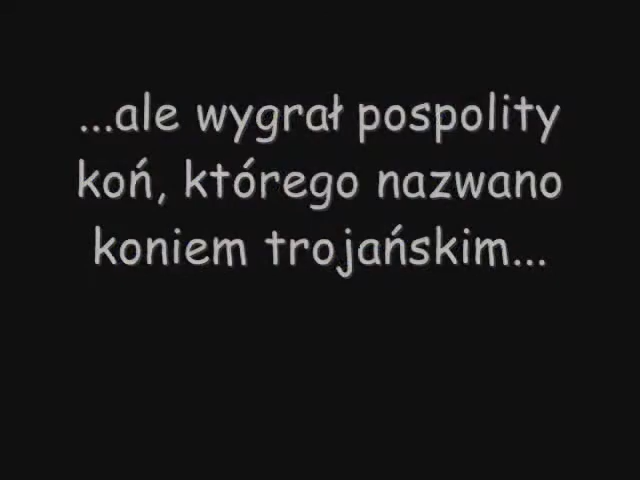 ...ale wygrał pospolity
koń, którego nazwano
koniem trojańskim...